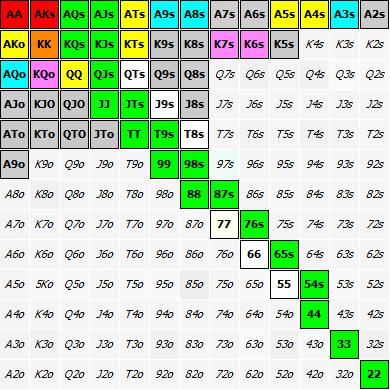 AA AKs AQs AJs ATs A9s A8s A7s A6s A5s A4s A3s A2s
AKo KK KQs KJs KTs K9s K8s K7s K6s K5s K4s K3s K2s
AQo KQo QQ QJs QTs Q9s Q8s Q7s Q6s Q5s Q4s Q3s Q2s
AJo KJO QJO JJ JTs J9s J8s J7s J6s J5s J4s J3s J2s
ATo KTo QTO JTo TT T9s T8s T7s T6s T5s T4s T3s T2s
A9o K9o Q9o J9o T9o 99 98s 97s 96s 95s 94s 93s 92s
A8o K8o Q8o J8o T8o 98o 88 87s 86s 85s 84s 83s 82s
A7o K7o Q7o J7o T7o 97o 87o 77 76s 75s 74s 73s 72s
A6o K6o Q6o J6o T6o 96o 86o 76o 66 65s 64s 63s 62s
A5o 5Ko Q5o J5o T5o 95o 85o 75o 65o 55 54s 53s 52s
A4o K4o Q4o J4o T4o 94o 84o 74o 64o 54o 44 43s 42s
A3o K3o Q3o J3o T3o 93o 83o 73o 63o 53o 43o 33 32s
A2o K2o Q2o J2o T2o 92o 82o 72o 62o 52o 42o 32o 22